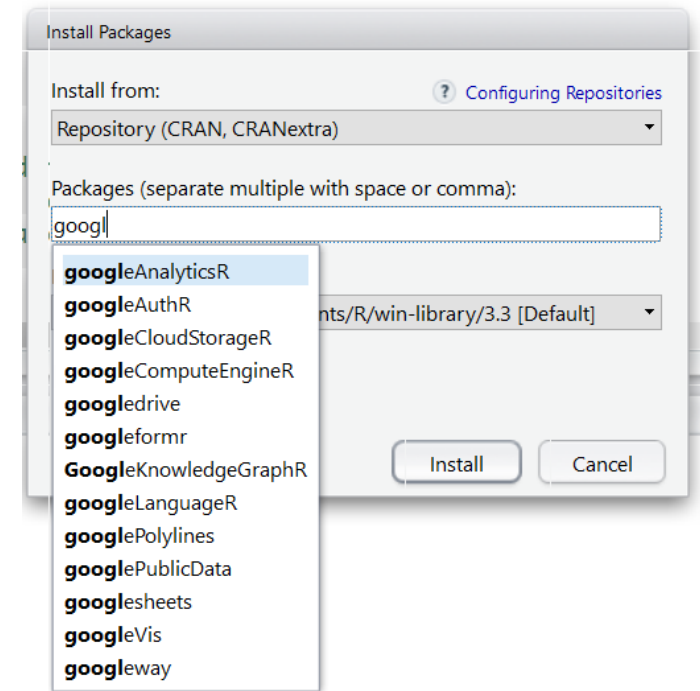 Install Packages
Install from:
? Configuring Repositories
Repository (CRAN, CRANextra)
Packages (separate multiple with space or comma):
googl
googleAnalyticsR
googleAuthR
nts/R/win-library/3.3 [Default]
googleCloudStorageR
googleComputeEngineR
googledrive
googleformr
GoogleKnowledgeGraphR
Install Cancel
googleLanguageR
googlePolylines
googlePublicData
googlesheets
googleVis
googleway